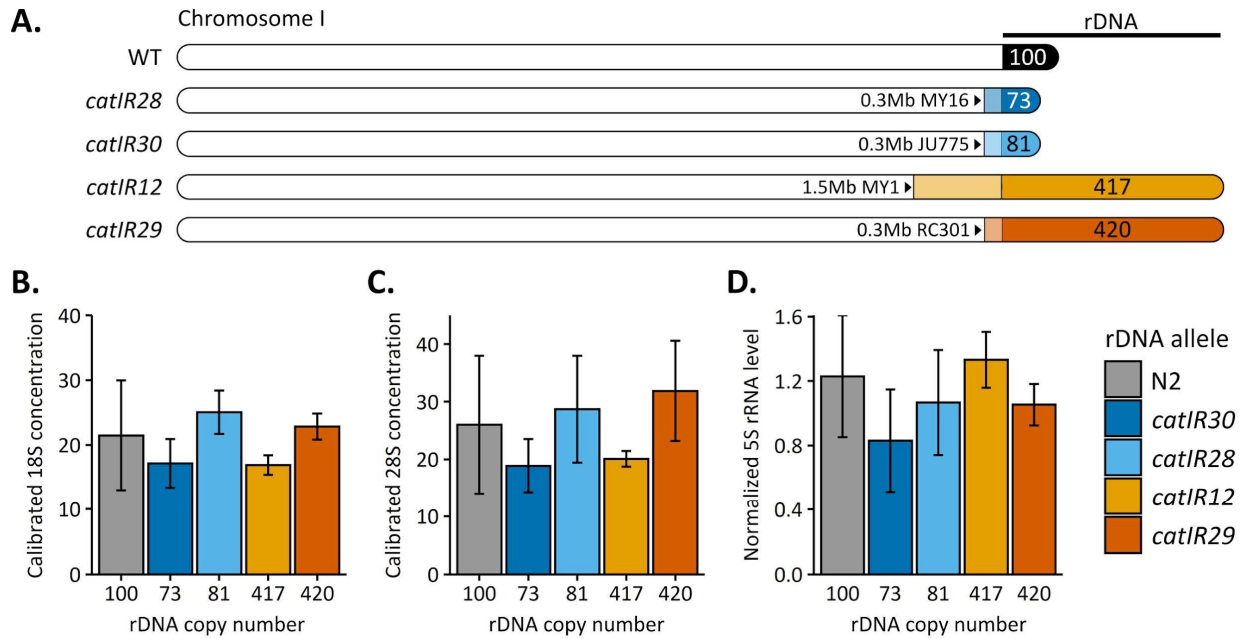 A.
Chromosome I
rDNA
WT
100
catIR28
0.3Mb MY16
73
catIR30
0.3Mb JU775
81
catIR12
1.5Mb MY1
417
catIR29
0.3Mb RC301
420
B.
Calibrated 18S concentration
40
30
20
10
0
100 73 81 417 420
rDNA copy number
C.
Calibrated 28S concentration
40
30
20
10
0
100 73 81 417 420
rDNA copy number
D.
Normalized 5S rRNA level
1.6
1.2
0.8
0.4
0.0
100 73 81 417 420
rDNA copy number
rDNA allele
N2
catIR30
catIR28
catIR12
catIR29